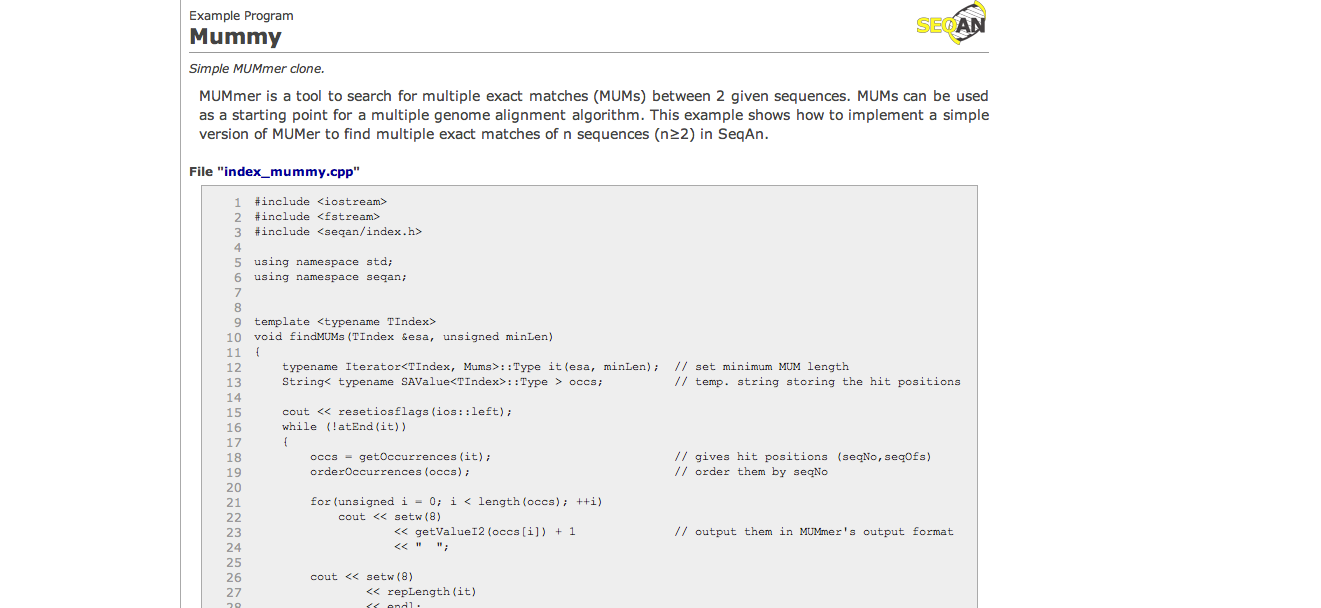 Example Program
SEQAN
Mummy
Simple MUMmer clone.
MUMmer is a tool to search for multiple exact matches (MUMs) between 2 given sequences. MUMs can be used
as a starting point for a multiple genome alignment algorithm. This example shows how to implement a simple
version of MUMer to find multiple exact matches of n sequences (n≥2) in SeqAn.
File "index_mummy.cpp"
1 #include <iostream>
2 #include <fstream>
3 #include <seqan/index.h>
4
5 using namespace std;
6 using namespace seqan;
7
8
9 template <typename TIndex>
10 void findMUMs(TIndex &esa, unsigned minLen)
11 {
12     typename Iterator<TIndex, Mums>::Type it(esa, minLen);  // set minimum MUM length
13     String< typename SAValue<TIndex>::Type > occs;          // temp. string storing the hit positions
14
15     cout << resetiosflags(ios::left);
16     while (!atEnd(it))
17     {
18         occs = getOccurrences(it);                          // gives hit positions (seqNo,seqOfs)
19         orderOccurrences(occs);                             // order them by seqNo
20
21         for(unsigned i = 0; i < length(occs); ++i)
22             cout << setw(8)
23                     << getValueI2(occs[i]) + 1              // output them in MUMmer's output format
24                     << "  ";
25
26         cout << setw(8)
27                 << repLength(it)
28                 << endl;